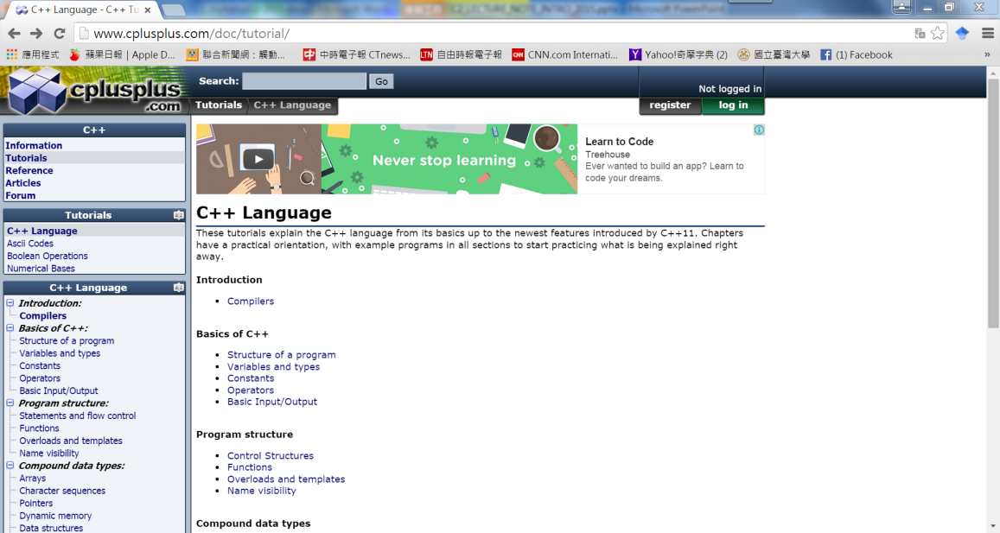 C++ Language - C++ Tu
C2_LECTURE_NOTE_INTRO_2015.pptx - Microsoft PowerPoint
www.cplusplus.com/doc/tutorial/
應用程式 蘋果日報 | Apple D... 聯合新聞網：觸動... 中時電子報 CTnews... 自由時報電子報 CNN.com Internati... Yahoo!奇摩字典 (2) 國立臺灣大學 (1) Facebook »
cplusplus
.com
Search: Go
Not logged in
Tutorials C++ Language register log in
C++
Information
Tutorials
Reference
Articles
Forum
Tutorials
C++ Language
Ascii Codes
Boolean Operations
Numerical Bases
C++ Language
Introduction:
Compilers
Basics of C++:
Structure of a program
Variables and types
Constants
Operators
Basic Input/Output
Program structure:
Statements and flow control
Functions
Overloads and templates
Name visibility
Compound data types:
Arrays
Character sequences
Pointers
Dynamic memory
Data structures
Never stop learning
Learn to Code
Treehouse
Ever wanted to build an app? Learn to
code your dreams.
C++ Language
These tutorials explain the C++ language from its basics up to the newest features introduced by C++11. Chapters
have a practical orientation, with example programs in all sections to start practicing what is being explained right
away.
Introduction
Compilers
Basics of C++
Structure of a program
Variables and types
Constants
Operators
Basic Input/Output
Program structure
Control Structures
Functions
Overloads and templates
Name visibility
Compound data types